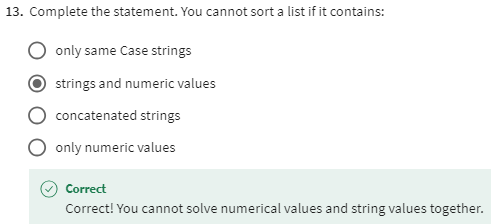 13. Complete the statement. You cannot sort a list if it contains:
only same Case strings
strings and numeric values
concatenated strings
only numeric values
Correct
Correct! You cannot solve numerical values and string values together.